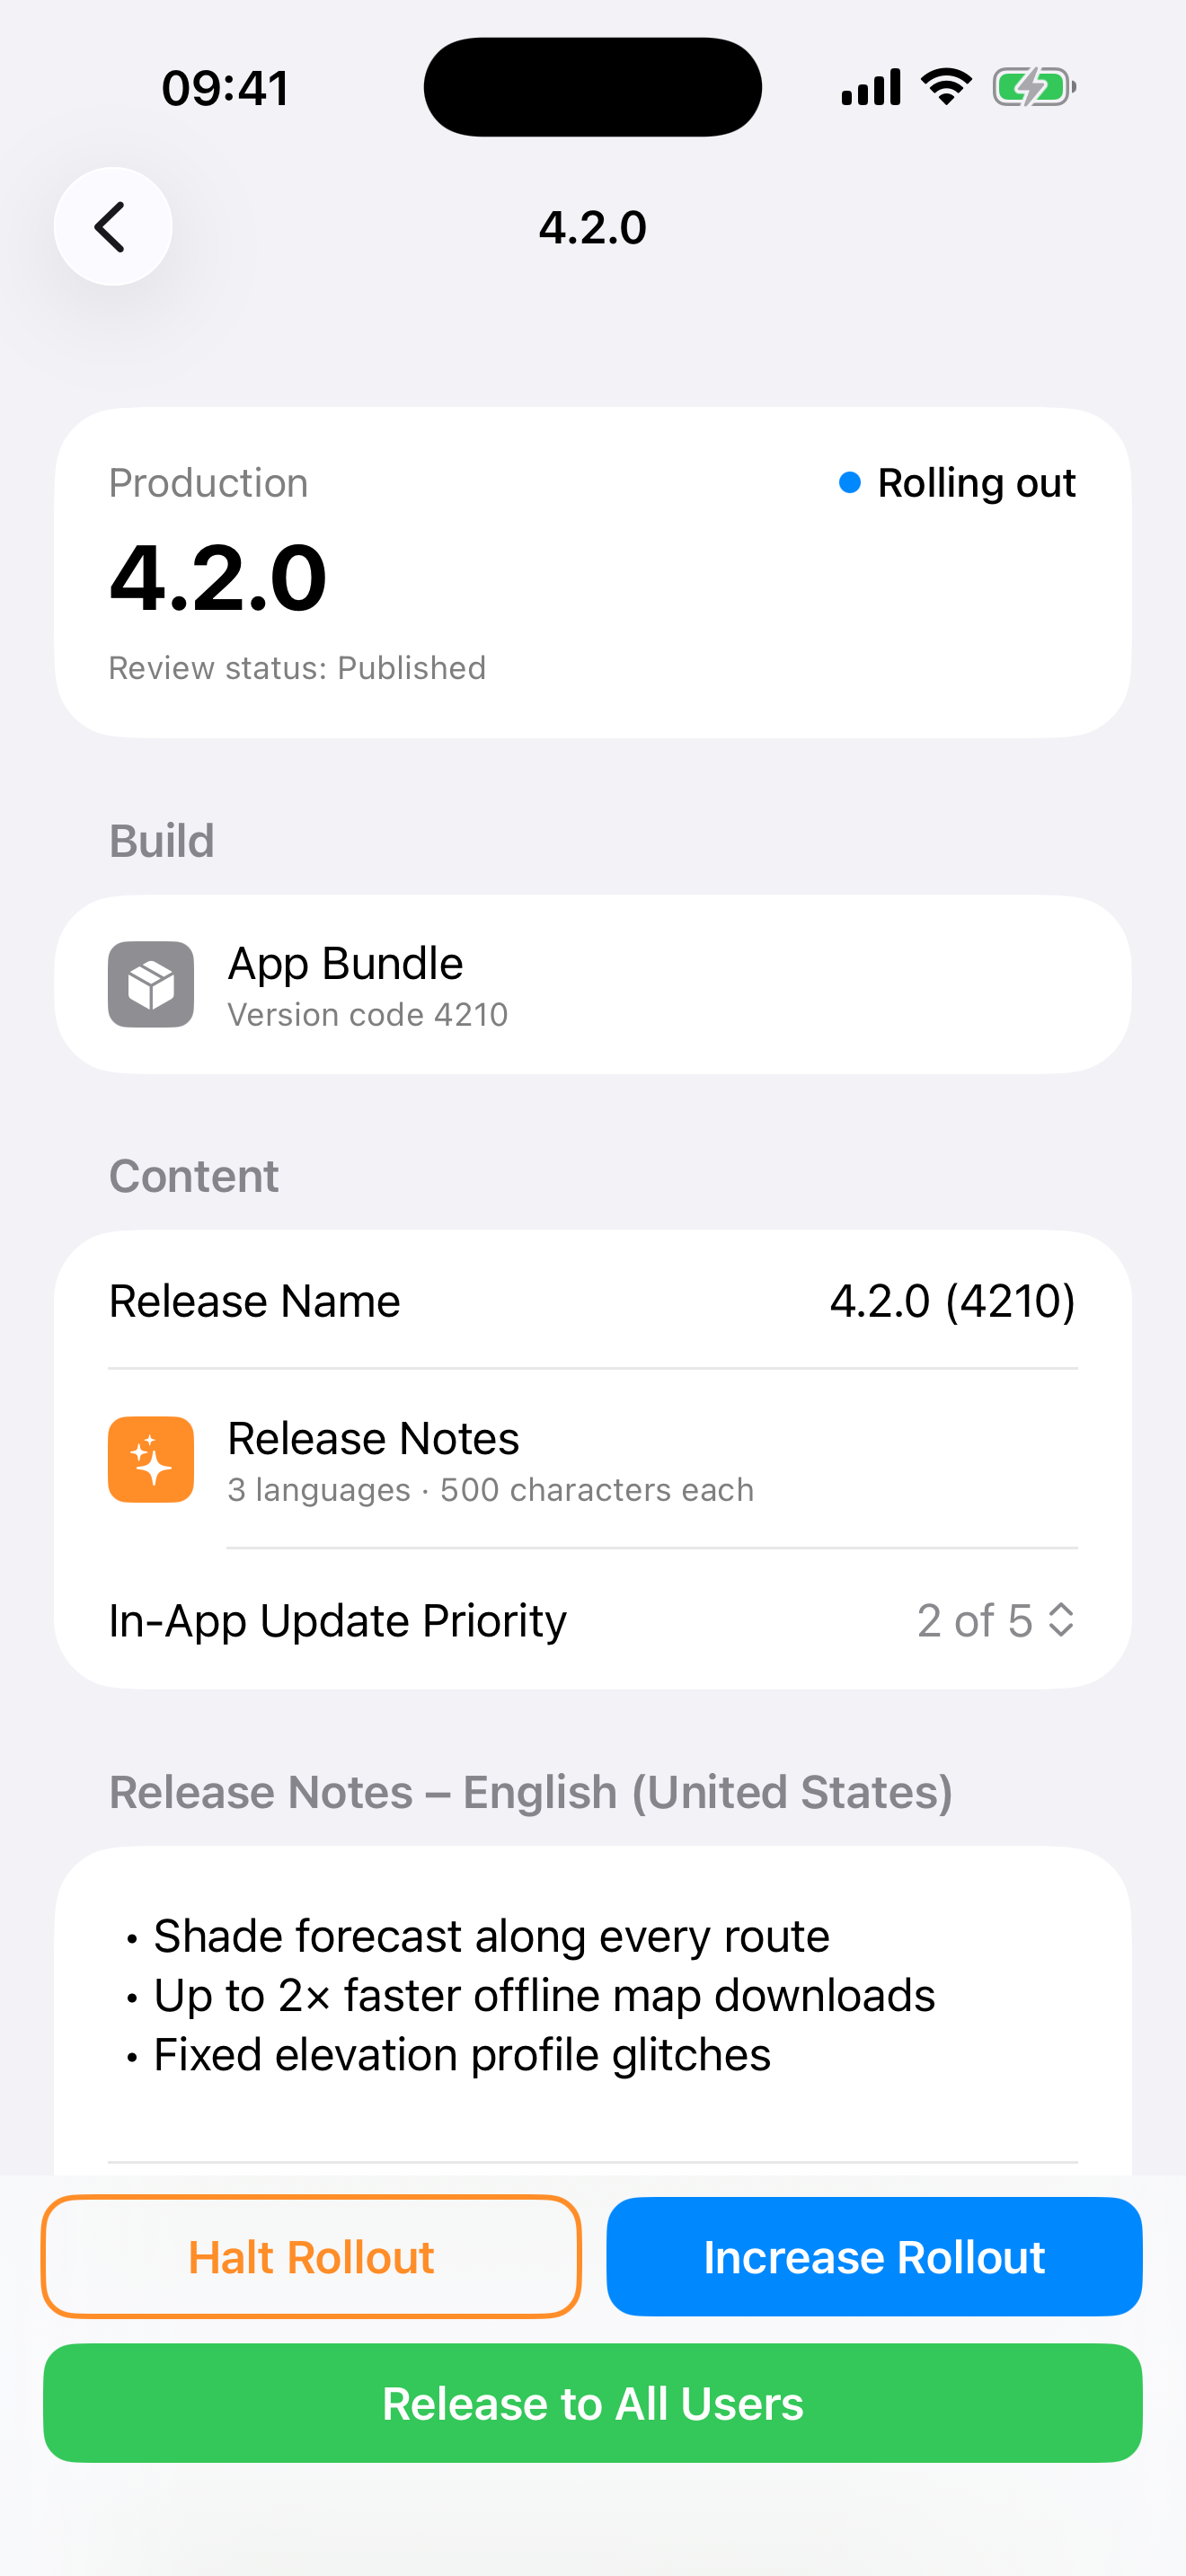 09:41
4.2.0
Production
Rolling out
4.2.0
Review status: Published
Build
App Bundle
Version code 4210
Content
Release Name
4.2.0 (4210)
Release Notes
3 languages · 500 characters each
In-App Update Priority
2 of 5
Release Notes – English (United States)
• Shade forecast along every route
• Up to 2× faster offline map downloads
• Fixed elevation profile glitches
Halt Rollout
Increase Rollout
Release to All Users